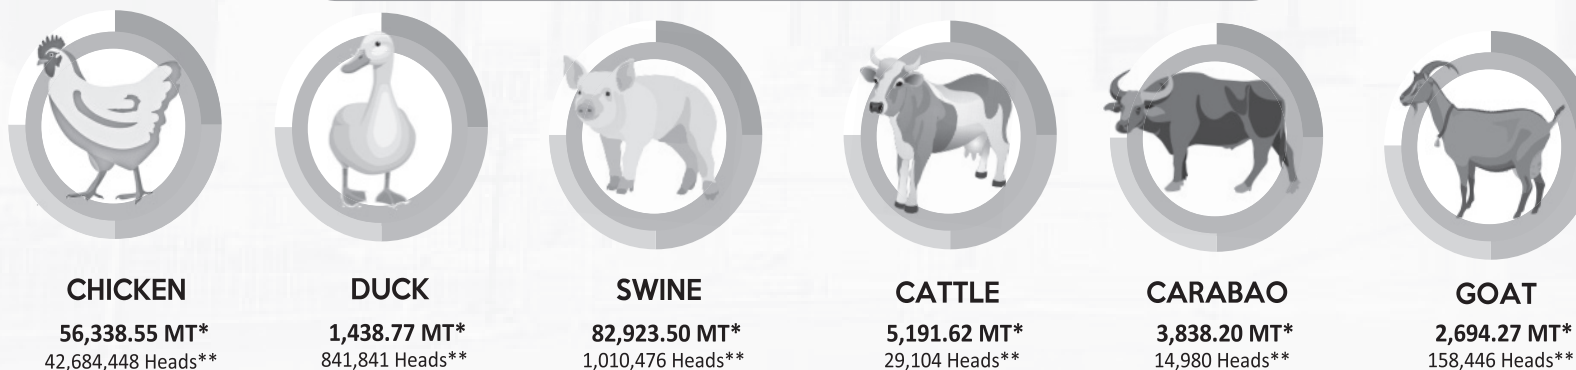 CHICKEN
56,338.55 MT*
42,684,448 Heads**
DUCK
1,438.77 MT*
841,841 Heads**
SWINE
82,923.50 MT*
1,010,476 Heads**
CATTLE
5,191.62 MT*
29,104 Heads**
CARABAO
3,838.20 MT*
14,980 Heads**
GOAT
2,694.27 MT*
158,446 Heads**